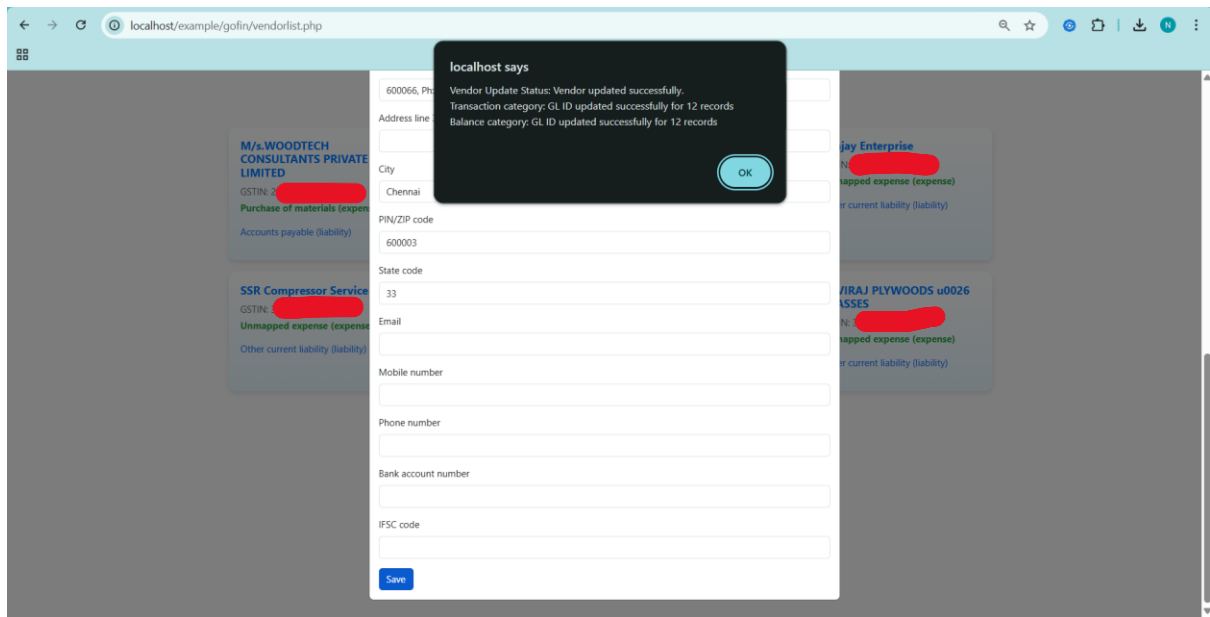 localhost/example/gofin/vendorlist.php
N
localhost says
Vendor Update Status: Vendor updated successfully.
Transaction category: GL ID updated successfully for 12 records
Balance category: GL ID updated successfully for 12 records
OK
600066, Ph:
Address line
City
Chennai
PIN/ZIP code
600003
State code
33
Email
Mobile number
Phone number
Bank account number
IFSC code
Save
M/s.WOODTECH
CONSULTANTS PRIVATE
LIMITED
GSTIN: 2
Purchase of materials (expen
Accounts payable (liability)
jay Enterprise
N:
napped expense (expense)
er current liability (liability)
SSR Compressor Service
GSTIN:
Unmapped expense (expense
Other current liability (liability)
VIRAJ PLYWOODS u0026
ASSES
N: 3
napped expense (expense)
er current liability (liability)